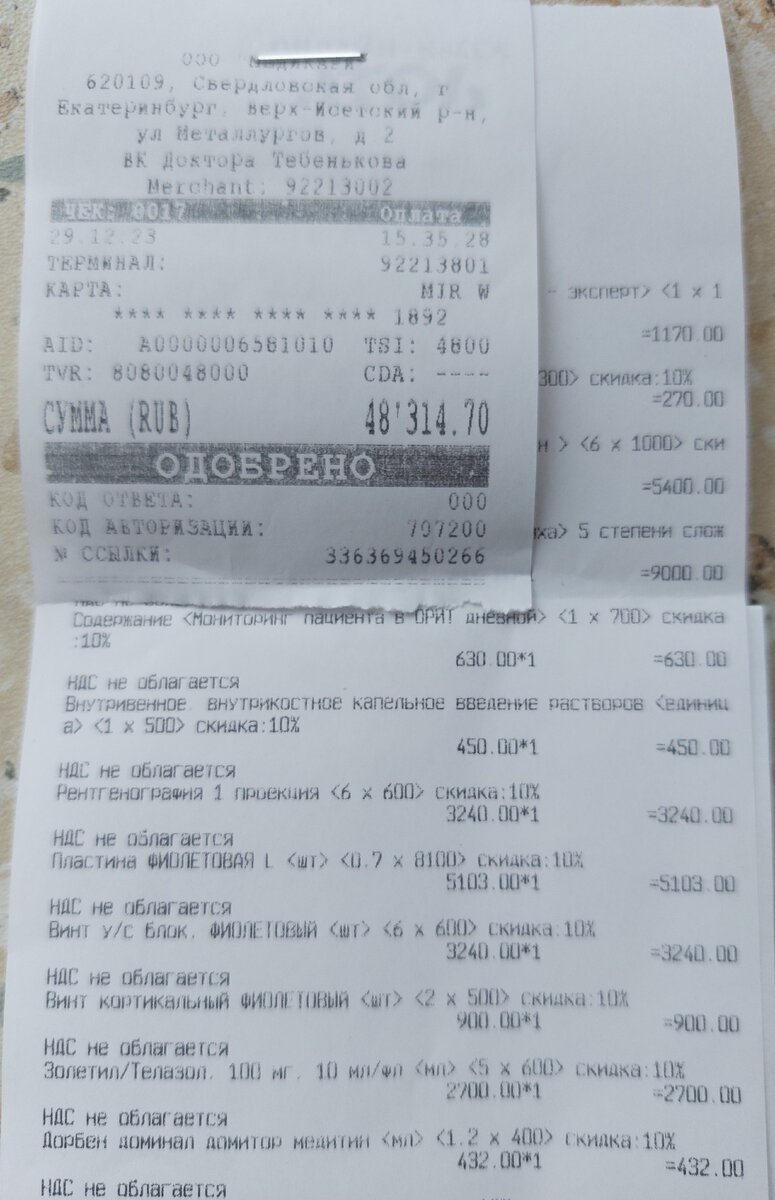 ООО
620109, Свердловская обл, г
Екатеринбург, Верх-Исетский р-н,
ул Металлургов, д 2
ВК Доктора Тебенькова
Merchant: 92213002
ЧЕК: 0017 Оплата
29.12.23 15.35.28
ТЕРМИНАЛ: 92213801
КАРТА: MIR W
**** **** **** **** 1892
AID: A0000006581010 TSI: 4800
TVR: 8080048000 CDA: ----
СУММА (RUB) 48'314.70
ОДОБРЕНО
КОД ОТВЕТА: 000
КОД АВТОРИЗАЦИИ: 797200
№ ССЫЛКИ: 336369450266
- эксперт> <1 x 1
=1170.00
300> скидка:10%
=270.00
н > <6 x 1000> ски
=5400.00
ха> 5 степени слож
=9000.00
Содержание <Мониторинг пациента в ОРИТ дневной> <1 x 700> скидка
:10%
630.00*1 =630.00
НДС не облагается
Внутривенное, внутрикостное капельное введение растворов <единиц
а> <1 x 500> скидка:10%
450.00*1 =450.00
НДС не облагается
Рентгенография 1 проекция <6 x 600> скидка:10%
3240.00*1 =3240.00
НДС не облагается
Пластина ФИОЛЕТОВАЯ L <шт> <0.7 x 8100> скидка:10%
5103.00*1 =5103.00
НДС не облагается
Винт у/с блок. ФИОЛЕТОВЫЙ <шт> <6 x 600> скидка:10%
3240.00*1 =3240.00
НДС не облагается
Винт кортикальный ФИОЛЕТОВЫЙ <шт> <2 x 500> скидка:10%
900.00*1 =900.00
НДС не облагается
Золетил/Телазол, 100 мг, 10 мл/фл <мл> <5 x 600> скидка:10%
2700.00*1 =2700.00
НДС не облагается
Дорбен доминал домитор медитин <мл> <1.2 x 400> скидка:10%
432.00*1 =432.00
НДС не облагается